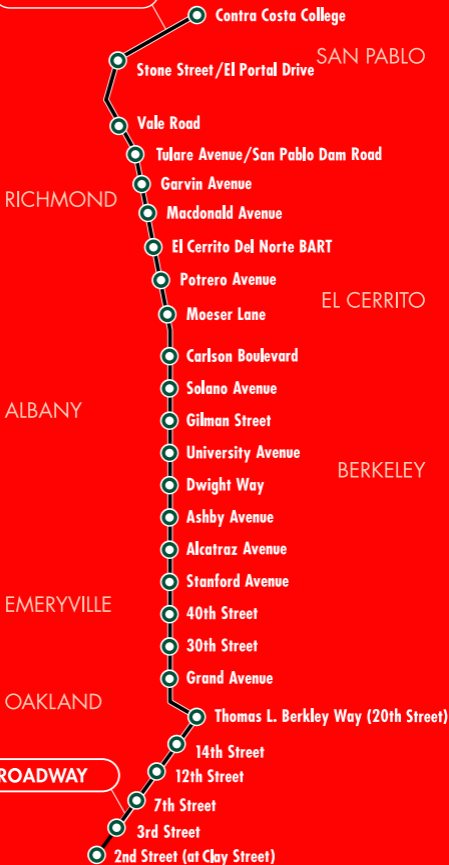 Contra Costa College
SAN PABLO
Stone Street/El Portal Drive
Vale Road
Tulare Avenue/San Pablo Dam Road
Garvin Avenue
RICHMOND
Macdonald Avenue
El Cerrito Del Norte BART
Potrero Avenue
EL CERRITO
Moeser Lane
Carlson Boulevard
Solano Avenue
ALBANY
Gilman Street
University Avenue
BERKELEY
Dwight Way
Ashby Avenue
Alcatraz Avenue
Stanford Avenue
EMERYVILLE
40th Street
30th Street
Grand Avenue
OAKLAND
Thomas L. Berkley Way (20th Street)
14th Street
12th Street
ROADWAY
7th Street
3rd Street
2nd Street (at Clay Street)